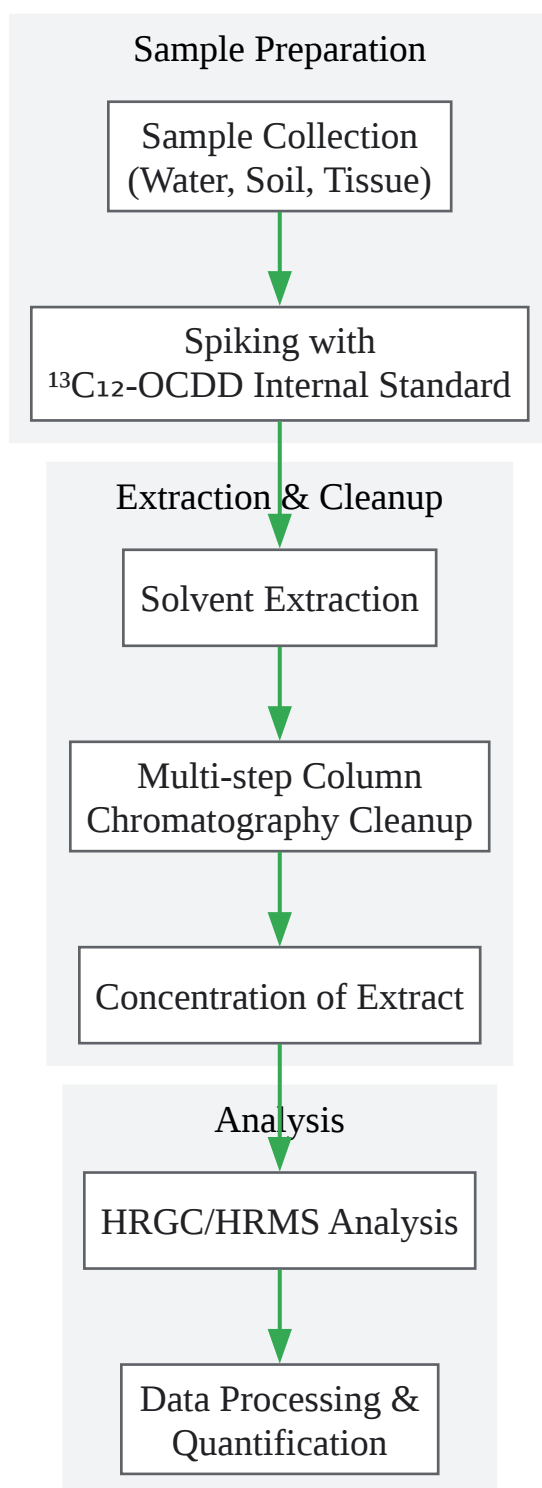 Sample Preparation
Sample Collection
(Water, Soil, Tissue)
Spiking with
¹³C₁₂-OCDD Internal Standard
Extraction & Cleanup
Solvent Extraction
Multi-step Column
Chromatography Cleanup
Concentration of Extract
Analysis
HRGC/HRMS Analysis
Data Processing &
Quantification